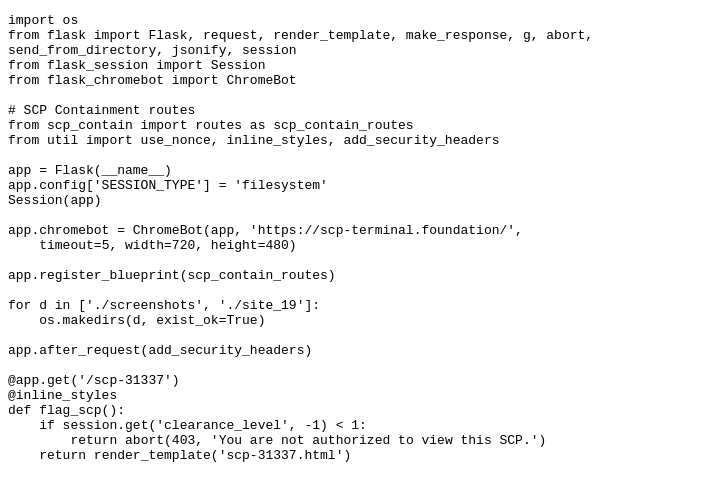 import os
from flask import Flask, request, render_template, make_response, g, abort,
send_from_directory, jsonify, session
from flask_session import Session
from flask_chromebot import ChromeBot

# SCP Containment routes
from scp_contain import routes as scp_contain_routes
from util import use_nonce, inline_styles, add_security_headers

app = Flask(__name__)
app.config['SESSION_TYPE'] = 'filesystem'
Session(app)

app.chromebot = ChromeBot(app, 'https://scp-terminal.foundation/',
    timeout=5, width=720, height=480)

app.register_blueprint(scp_contain_routes)

for d in ['./screenshots', './site_19']:
    os.makedirs(d, exist_ok=True)

app.after_request(add_security_headers)

@app.get('/scp-31337')
@inline_styles
def flag_scp():
    if session.get('clearance_level', -1) < 1:
        return abort(403, 'You are not authorized to view this SCP.')
    return render_template('scp-31337.html')